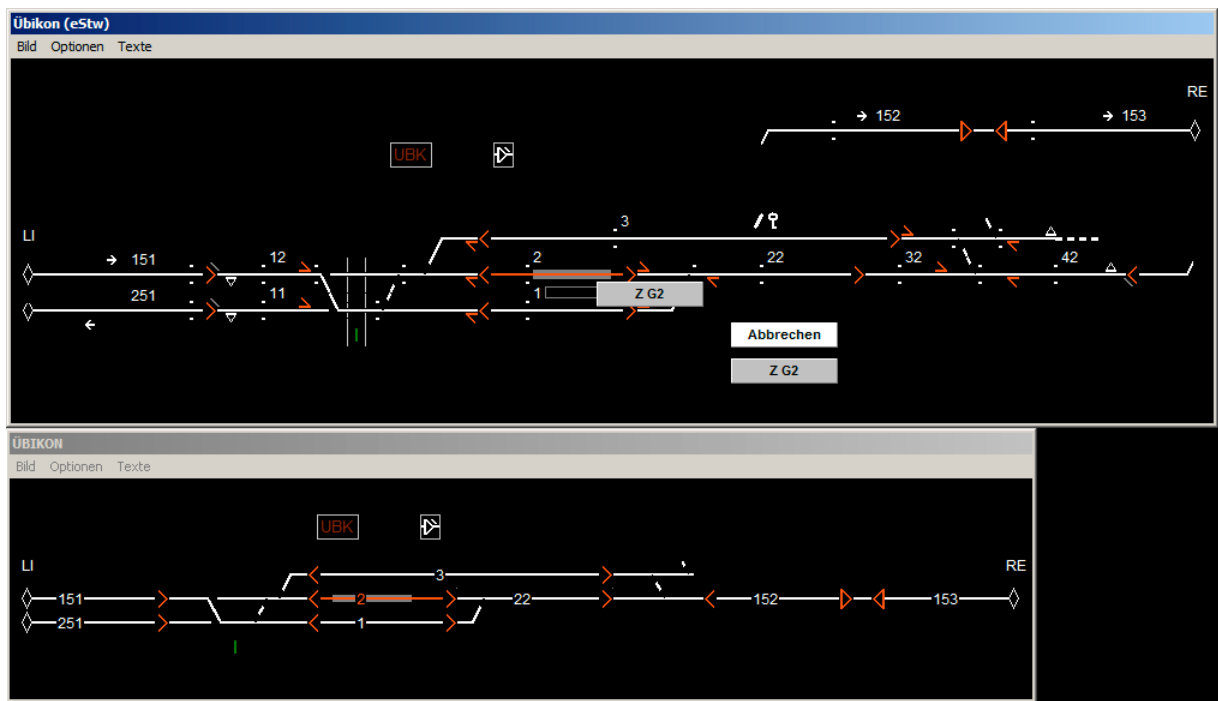 Übikon (eStw)
Bild Optionen Texte
RE
152 153
UBK
3
LI
151 12 2 22 32 42
251 11 1 Z G2
Abbrechen
Z G2
ÜBIKON
Bild Optionen Texte
UBK
LI RE
3
151 2 22 152 153
251 1